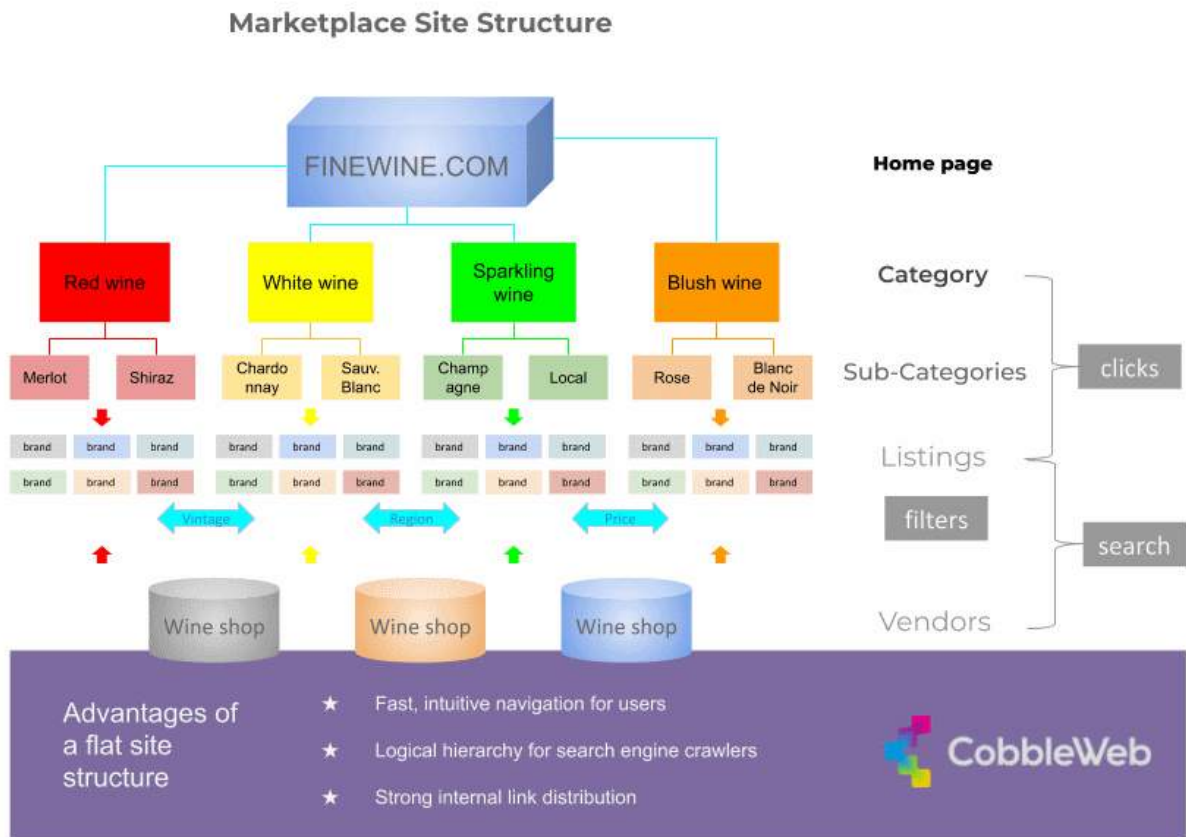 Marketplace Site Structure
FINEWINE.COM
Home page
Red wine
White wine
Sparkling
wine
Blush wine
Category
Merlot
Shiraz
Chardo
nnay
Sauv.
Blanc
Champ
agne
Local
Rose
Blanc
de Noir
Sub-Categories
clicks
brand brand brand brand brand brand brand brand brand brand brand brand
brand brand brand brand brand brand brand brand brand brand brand brand
Listings
Vintage
Region
Price
filters
search
Wine shop
Wine shop
Wine shop
Vendors
Advantages of
a flat site
structure
★ Fast, intuitive navigation for users
★ Logical hierarchy for search engine crawlers
★ Strong internal link distribution
CobbleWeb